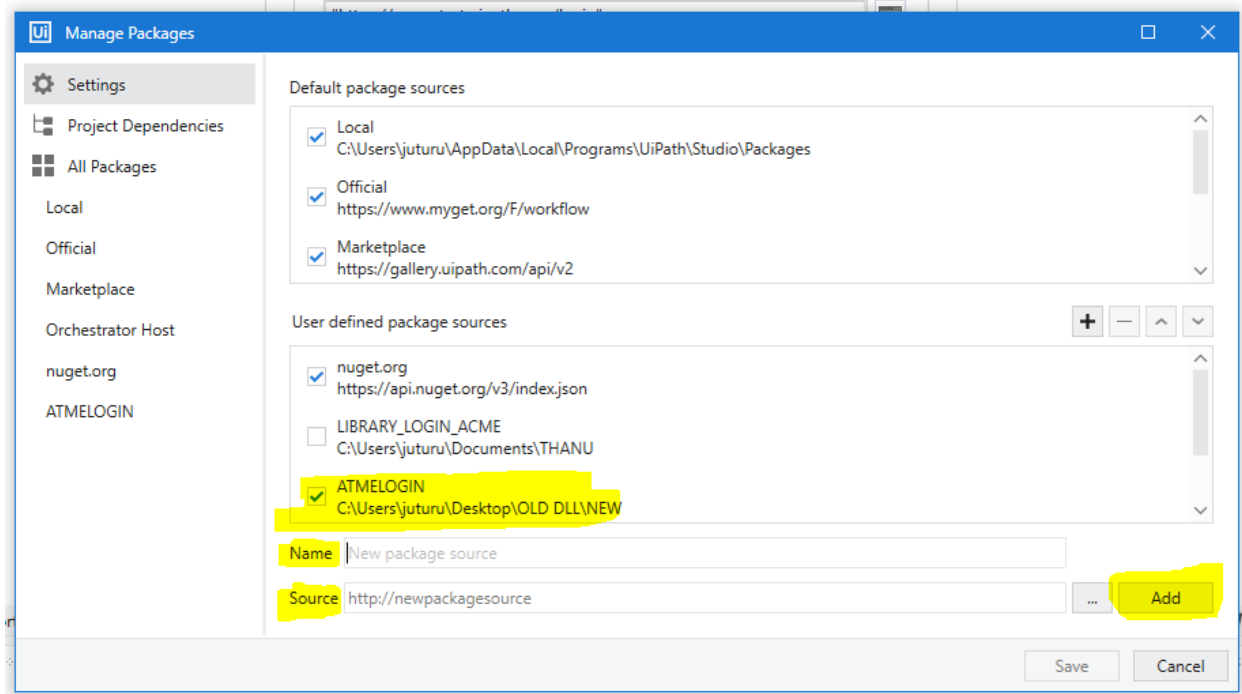 Ui Manage Packages
Settings
Project Dependencies
All Packages
Local
Official
Marketplace
Orchestrator Host
nuget.org
ATMELOGIN
Default package sources
Local
C:\Users\juturu\AppData\Local\Programs\UiPath\Studio\Packages
Official
https://www.myget.org/F/workflow
Marketplace
https://gallery.uipath.com/api/v2
User defined package sources
nuget.org
https://api.nuget.org/v3/index.json
LIBRARY_LOGIN_ACME
C:\Users\juturu\Documents\THANU
ATMELOGIN
C:\Users\juturu\Desktop\OLD DLL\NEW
Name New package source
Source http://newpackagesource ... Add
Save Cancel